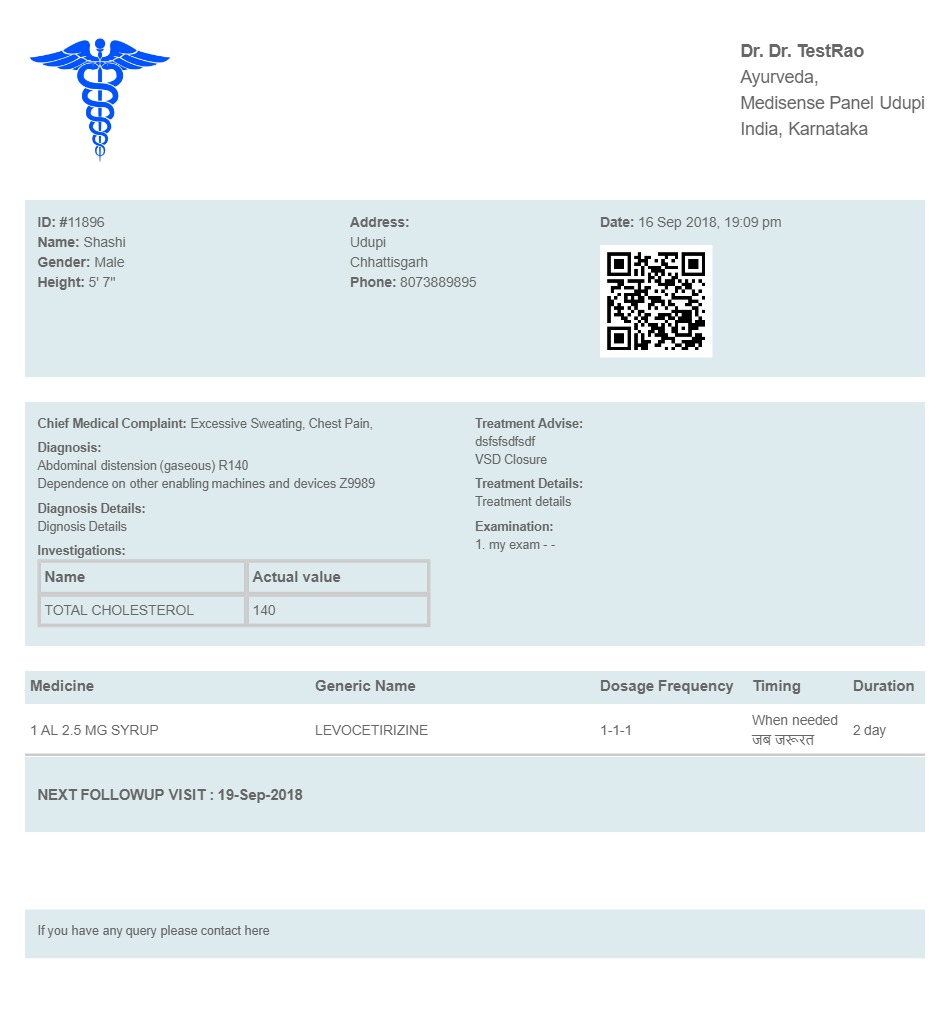 Dr. Dr. TestRao
Ayurveda,
Medisense Panel Udupi
India, Karnataka
ID: #11896
Name: Shashi
Gender: Male
Height: 5' 7"
Address:
Udupi
Chhattisgarh
Phone: 8073889895
Date: 16 Sep 2018, 19:09 pm
Chief Medical Complaint: Excessive Sweating, Chest Pain,
Diagnosis:
Abdominal distension (gaseous) R140
Dependence on other enabling machines and devices Z9989
Diagnosis Details:
Dignosis Details
Investigations:
Name Actual value
TOTAL CHOLESTEROL 140
Treatment Advise:
dsfsfsdfsdf
VSD Closure
Treatment Details:
Treatment details
Examination:
1. my exam - -
Medicine Generic Name Dosage Frequency Timing Duration
1 AL 2.5 MG SYRUP LEVOCETIRIZINE 1-1-1 When needed 2 day
जब जरूरत
NEXT FOLLOWUP VISIT : 19-Sep-2018
If you have any query please contact here